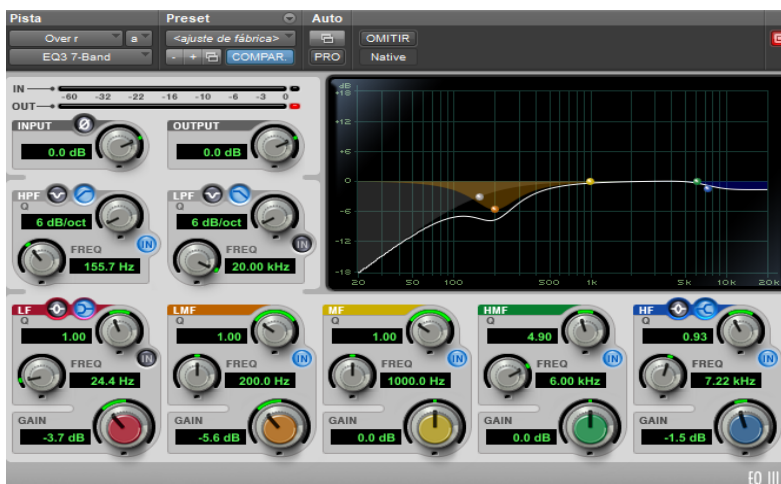 Pista Preset Auto
Over r a <ajuste de fábrica> OMITIR
EQ3 7-Band - + COMPAR. PRO Native
IN
-60 -32 -22 -16 -10 -6 -3 0
OUT
INPUT Ø OUTPUT
0.0 dB 0.0 dB
HPF LPF
Q Q
6 dB/oct 6 dB/oct
FREQ IN FREQ IN
155.7 Hz 20.00 kHz
dB
+18
+12
+6
0
-6
-12
-18
20 50 100 500 1k 5k 10k 20k
LF LMF MF HMF HF
Q Q Q Q Q
1.00 1.00 1.00 4.90 0.93
FREQ IN FREQ IN FREQ IN FREQ IN FREQ IN
24.4 Hz 200.0 Hz 1000.0 Hz 6.00 kHz 7.22 kHz
GAIN GAIN GAIN GAIN GAIN
-3.7 dB -5.6 dB 0.0 dB 0.0 dB -1.5 dB
EQ III